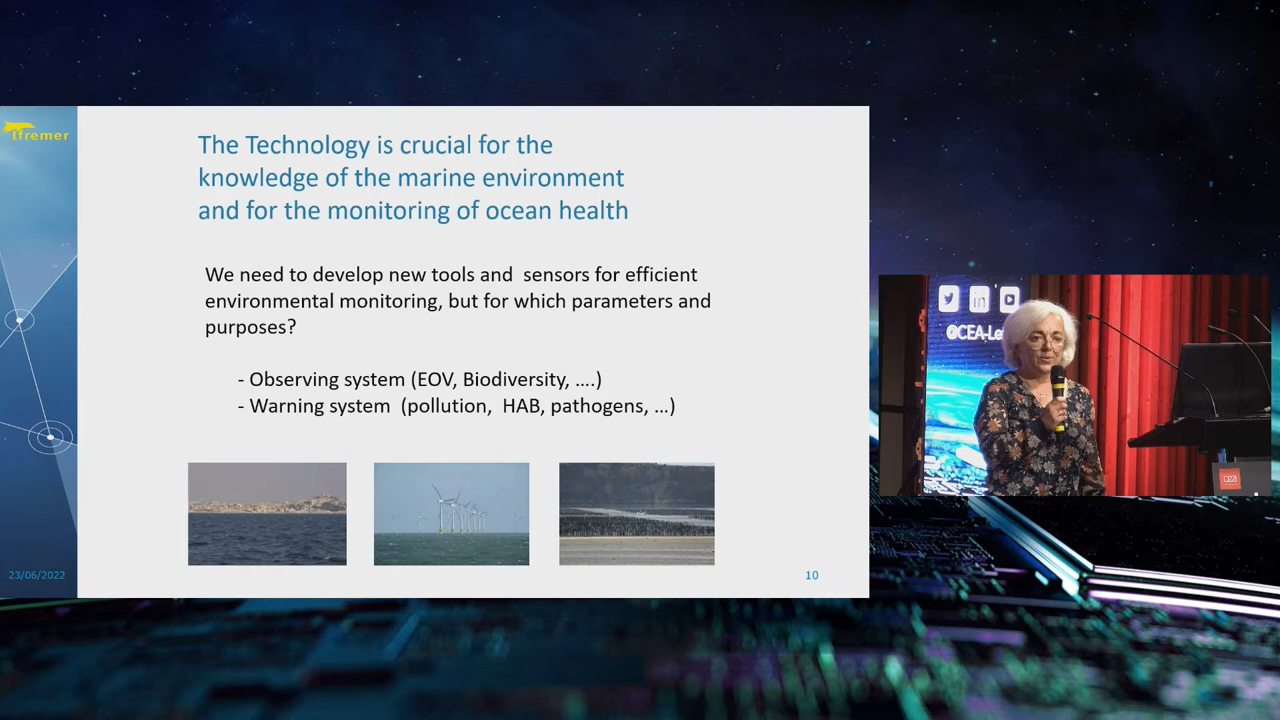 Ifremer
The Technology is crucial for the
knowledge of the marine environment
and for the monitoring of ocean health
We need to develop new tools and  sensors for efficient
environmental monitoring, but for which parameters and
purposes?
- Observing system (EOV, Biodiversity, ....)
- Warning system  (pollution,  HAB, pathogens, ...)
23/06/2022
10
in
@CEA-Le
cea